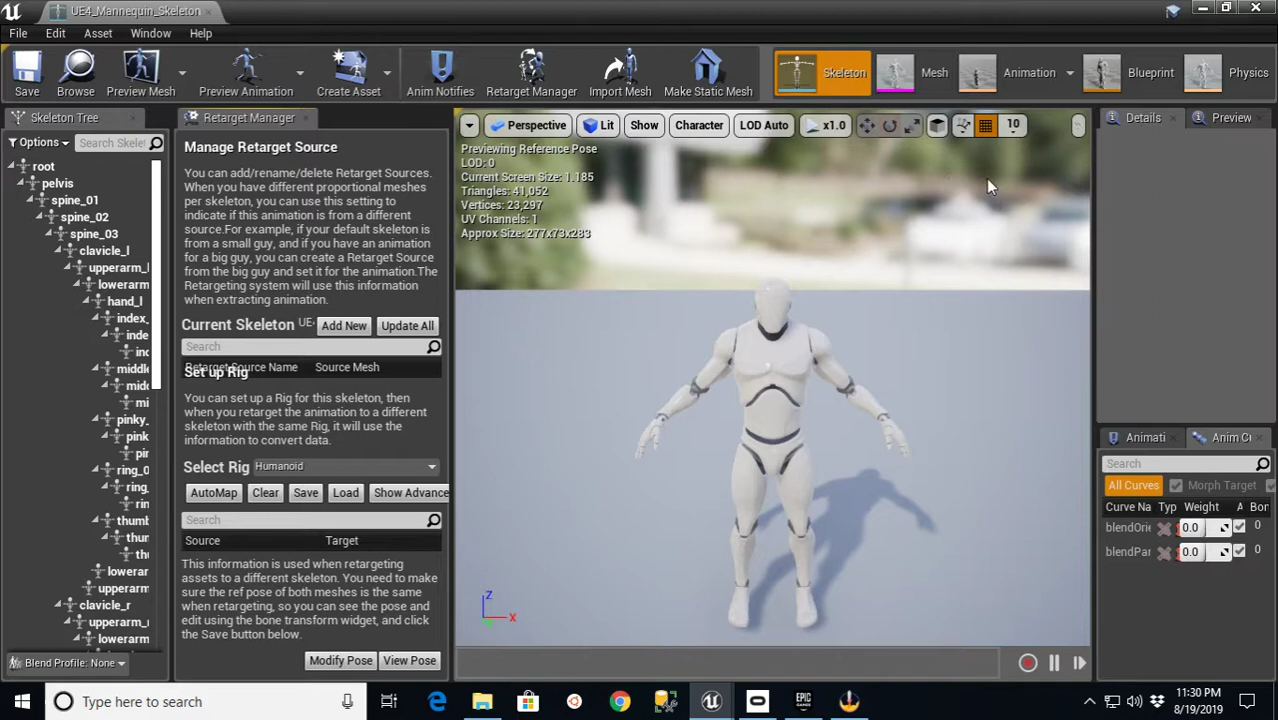 UE4_Mannequin_Skeleton
File Edit Asset Window Help
Save Browse Preview Mesh Preview Animation Create Asset Anim Notifies Retarget Manager Import Mesh Make Static Mesh Skeleton Mesh Animation Blueprint Physics
Skeleton Tree
Options Search Skele
root
pelvis
spine_01
spine_02
spine_03
clavicle_l
upperarm_l
lowerarm
hand_l
index_
inde
ind
middle
midd
mi
pinky_
pink
pin
ring_0
ring_
rin
thumb
thun
thu
lowerar
upperarm
clavicle_r
upperarm_r
lowerarm
Blend Profile: None
Retarget Manager
Manage Retarget Source
You can add/rename/delete Retarget Sources.
When you have different proportional meshes
per skeleton, you can use this setting to
indicate if this animation is from a different
source.For example, if your default skeleton is
from a small guy, and if you have an animation
for a big guy, you can create a Retarget Source
from the big guy and set it for the animation.The
Retargeting system will use this information
when extracting animation.
Current Skeleton UE4 Add New Update All
Search
Retarget Source Name Source Mesh
Set up Rig
You can set up a Rig for this skeleton, then
when you retarget the animation to a different
skeleton with the same Rig, it will use the
information to convert data.
Select Rig Humanoid
AutoMap Clear Save Load Show Advance
Search
Source Target
This information is used when retargeting
assets to a different skeleton. You need to make
sure the ref pose of both meshes is the same
when retargeting, so you can see the pose and
edit using the bone transform widget, and click
the Save button below.
Modify Pose View Pose
Perspective Lit Show Character LOD Auto x1.0 10
Previewing Reference Pose
LOD: 0
Current Screen Size: 1.185
Triangles: 41,052
Vertices: 23,297
UV Channels: 1
Approx Size: 277x73x283
Z
X
Details Preview
Animati Anim Cu
Search
All Curves Morph Target
Curve Na Typ Weight A Bon
blendOrie 0.0 0
blendPar 0.0 0
Type here to search
EPIC GAMES
11:30 PM
8/19/2019